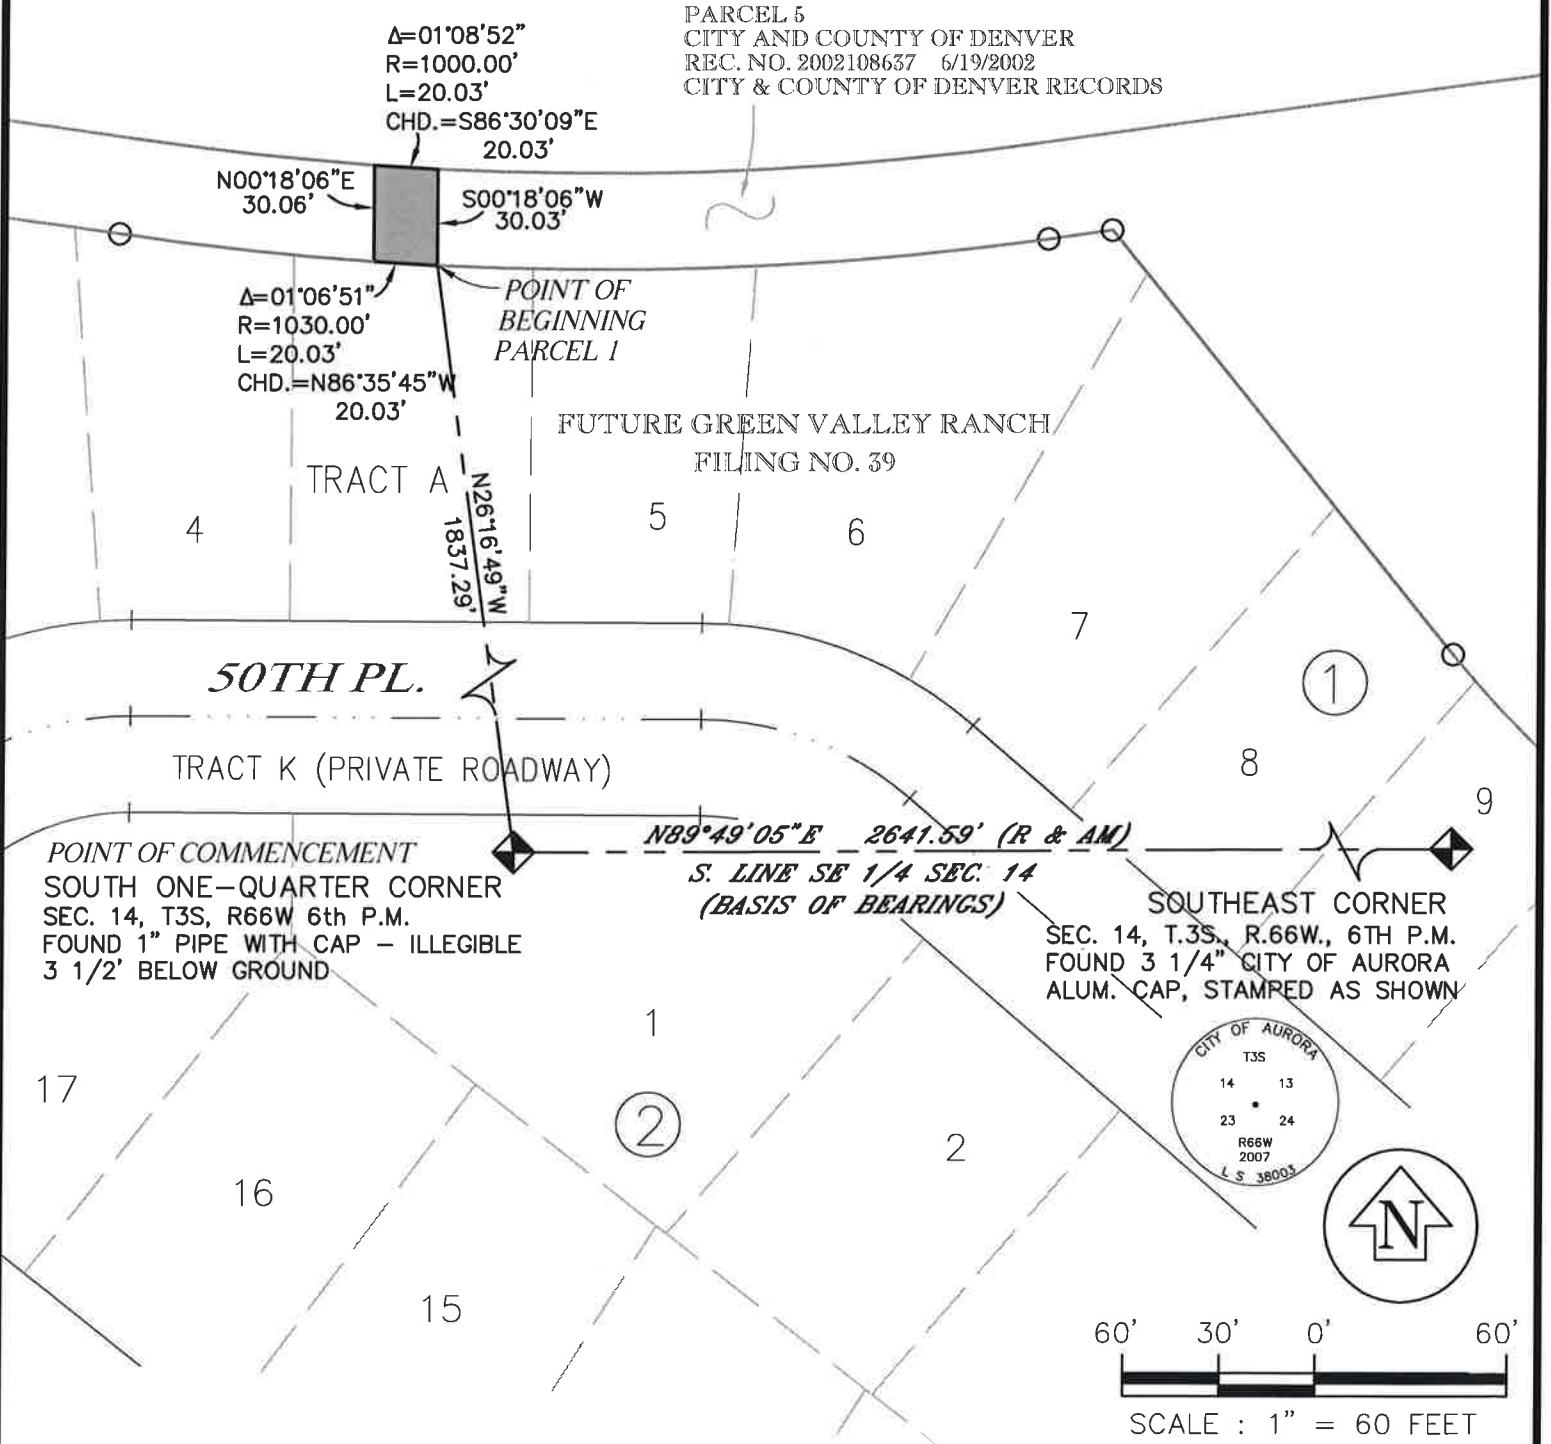 PARCEL 5
CITY AND COUNTY OF DENVER
REC. NO. 2002108637 6/19/2002
CITY & COUNTY OF DENVER RECORDS
Δ=01°08'52"
R=1000.00'
L=20.03'
CHD.=S86°30'09"E
20.03'
N00°18'06"E
30.06'
S00°18'06"W
30.03'
Δ=01°06'51"
R=1030.00'
L=20.03'
CHD.=N86°35'45"W
20.03'
POINT OF
BEGINNING
PARCEL 1
FUTURE GREEN VALLEY RANCH
FILING NO. 39
TRACT A
N26°16'49"W
1837.29'
4
5
6
7
8
9
1
50TH PL.
TRACT K (PRIVATE ROADWAY)
POINT OF COMMENCEMENT
SOUTH ONE-QUARTER CORNER
SEC. 14, T3S, R66W 6th P.M.
FOUND 1" PIPE WITH CAP - ILLEGIBLE
3 1/2' BELOW GROUND
N89°49'05"E 2641.59' (R & AM)
S. LINE SE 1/4 SEC. 14
(BASIS OF BEARINGS)
SOUTHEAST CORNER
SEC. 14, T.3S., R.66W., 6TH P.M.
FOUND 3 1/4" CITY OF AURORA
ALUM. CAP, STAMPED AS SHOWN
CITY OF AURORA
T3S
14 13
23 24
R66W
2007
L S 38003
1
2
2
17
16
15
N
60' 30' 0' 60'
SCALE : 1" = 60 FEET